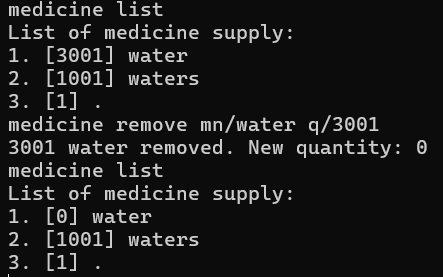 medicine list
List of medicine supply:
1. [3001] water
2. [1001] waters
3. [1] .
medicine remove mn/water q/3001
3001 water removed. New quantity: 0
medicine list
List of medicine supply:
1. [0] water
2. [1001] waters
3. [1] .